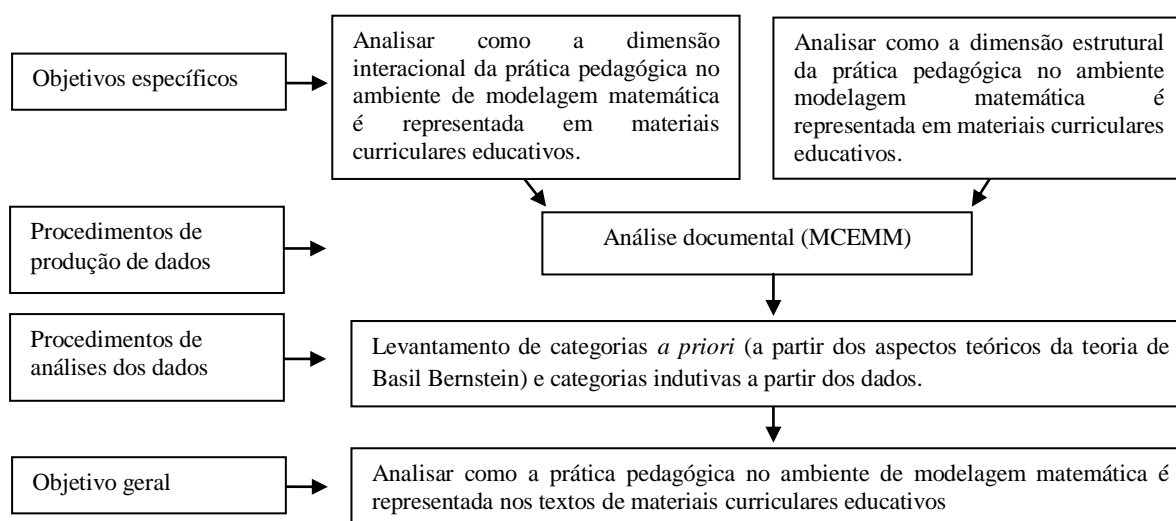 Objetivos específicos
Analisar como a dimensão
interacional da prática pedagógica no
ambiente de modelagem matemática
é representada em materiais
curriculares educativos.
Analisar como a dimensão estrutural
da prática pedagógica no ambiente
modelagem matemática é
representada em materiais curriculares
educativos.
Procedimentos de
produção de dados
Análise documental (MCEMM)
Procedimentos de
análises dos dados
Levantamento de categorias a priori (a partir dos aspectos teóricos da teoria de
Basil Bernstein) e categorias indutivas a partir dos dados.
Objetivo geral
Analisar como a prática pedagógica no ambiente de modelagem matemática é
representada nos textos de materiais curriculares educativos